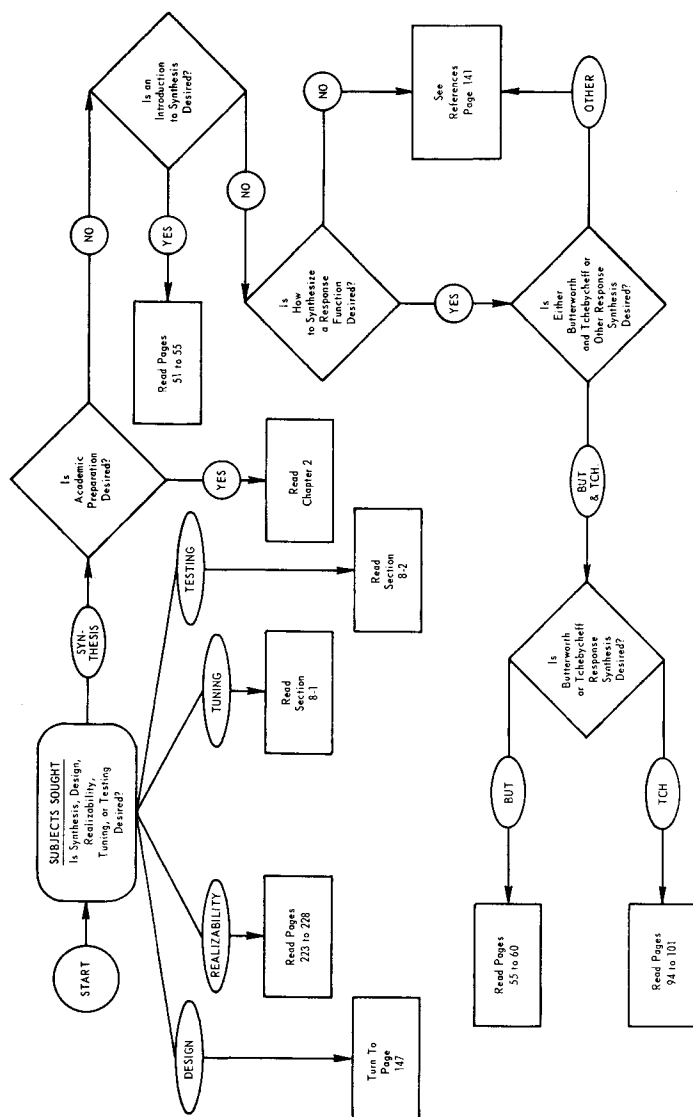 START
SUBJECTS SOUGHT
Is Synthesis, Design,
Realizability,
Tuning, or Testing
Desired?
SYN-
THESIS
Is
Academic
Preparation
Desired?
NO
Is an
Introduction
to Synthesis
Desired?
YES
Read
Chapter 2
YES
Read Pages
51 to 55
NO
DESIGN
Turn To
Page
147
REALIZABILITY
Read Pages
223 to 228
TUNING
Read
Section
8-1
TESTING
Read
Section
8-2
Is
How
to Synthesize
a Response
Function
Desired?
NO
See
References
Page 141
YES
Is
Either
Butterworth
and Tchebycheff or
Other Response
Synthesis
Desired?
OTHER
BUT
& TCH.
Is
Butterworth
or Tchebycheff
Response
Synthesis
Desired?
BUT
Read Pages
55 to 60
TCH
Read Pages
94 to 101